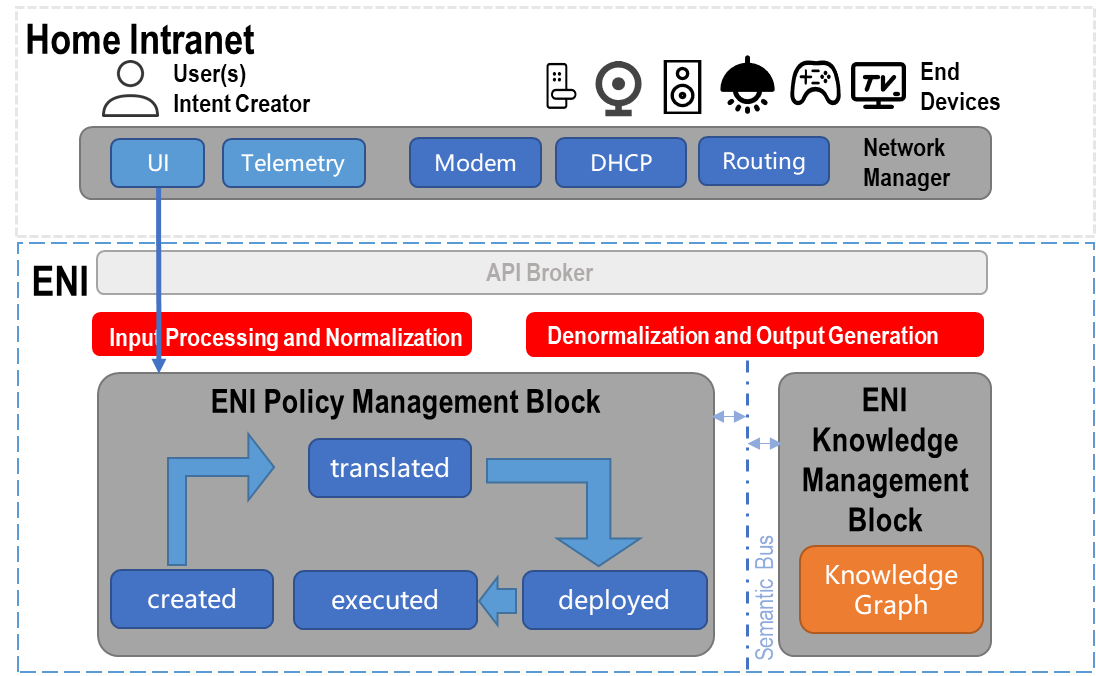 Home Intranet
User(s)
Intent Creator
End
Devices
TV
UI
Telemetry
Modem
DHCP
Routing
Network
Manager
ENI
API Broker
Input Processing and Normalization
Denormalization and Output Generation
ENI Policy Management Block
translated
created
executed
deployed
Semantic Bus
ENI
Knowledge
Management
Block
Knowledge
Graph